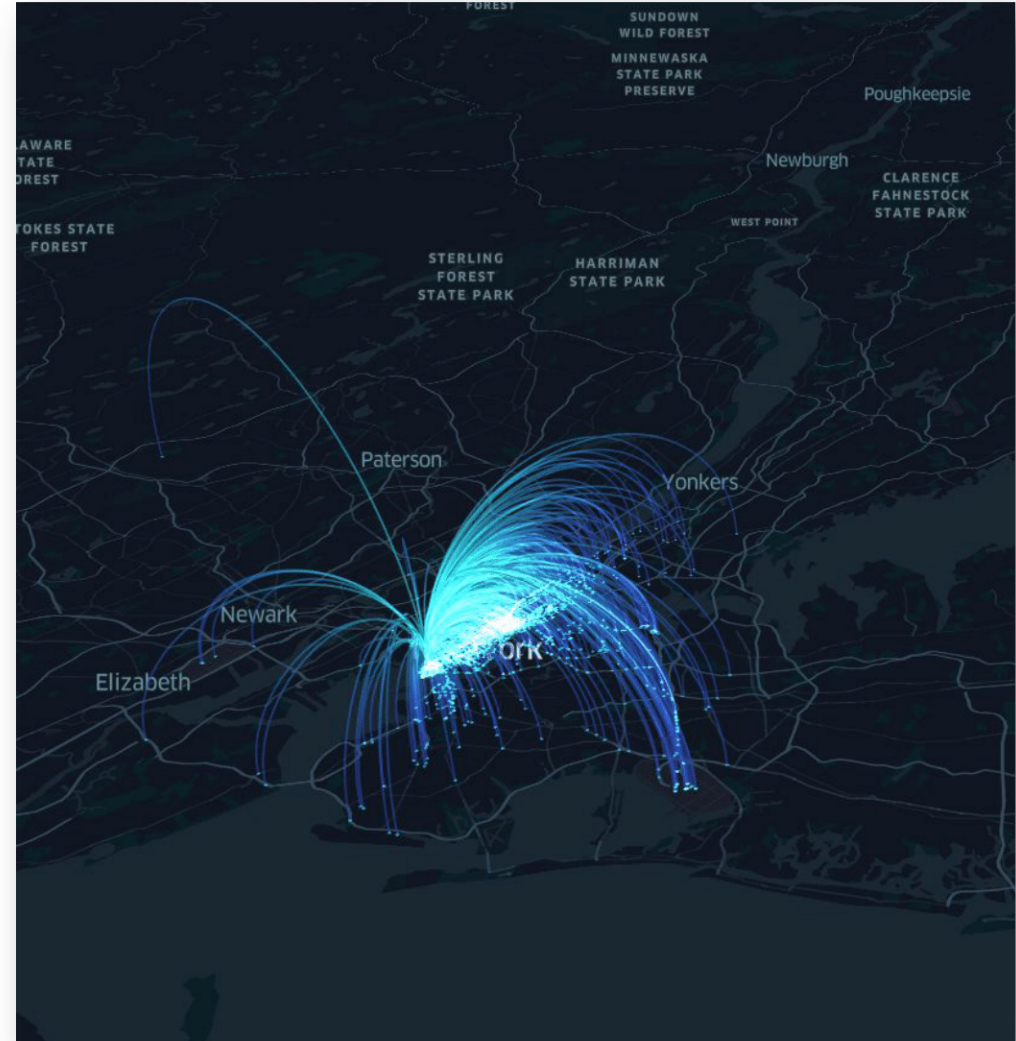 FOREST
SUNDOWN
WILD FOREST
MINNEWASKA
STATE PARK
PRESERVE
Poughkeepsie
LAWARE
TATE
OREST
Newburgh
CLARENCE
FAHNESTOCK
STATE PARK
WEST POINT
TOKES STATE
FOREST
STERLING
FOREST
STATE PARK
HARRIMAN
STATE PARK
Paterson
Yonkers
Newark
ork
Elizabeth